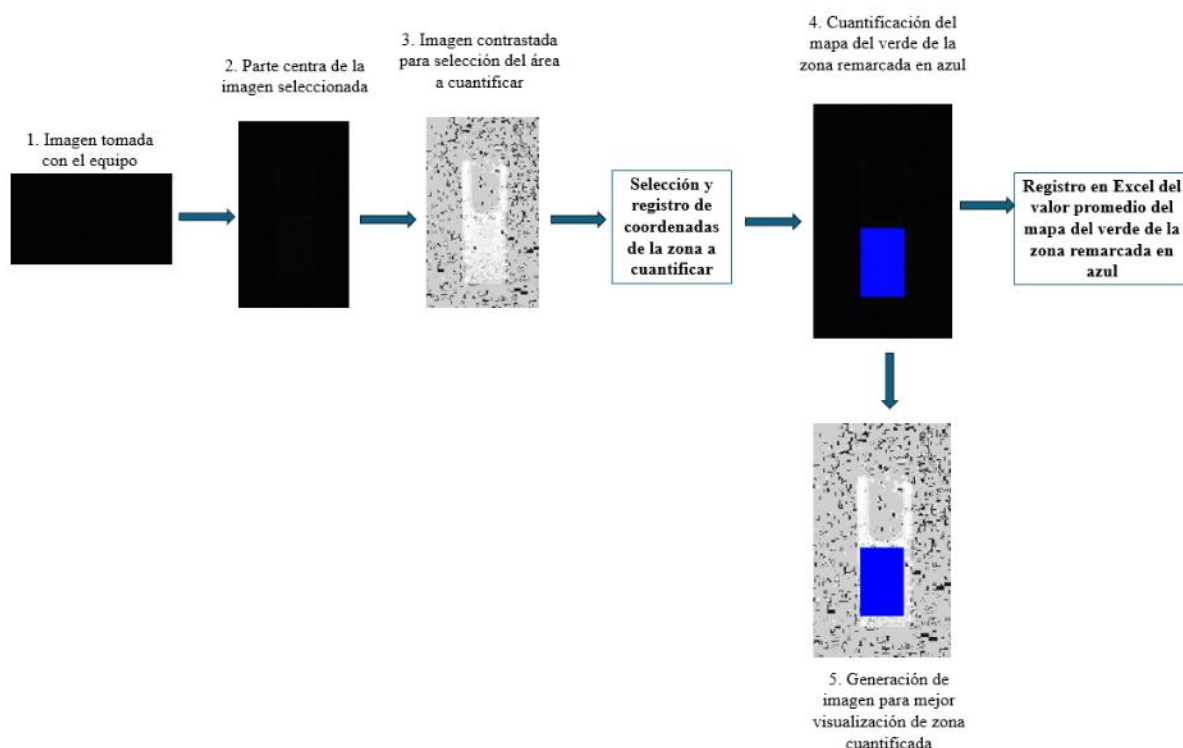 1. Imagen tomada
con el equipo
2. Parte centra de la
imagen seleccionada
3. Imagen contrastada
para selección del área
a cuantificar
Selección y
registro de
coordenadas
de la zona a
cuantificar
4. Cuantificación del
mapa del verde de la
zona remarcada en azul
Registro en Excel del
valor promedio del
mapa del verde de la
zona remarcada en
azul
5. Generación de
imagen para mejor
visualización de zona
cuantificada